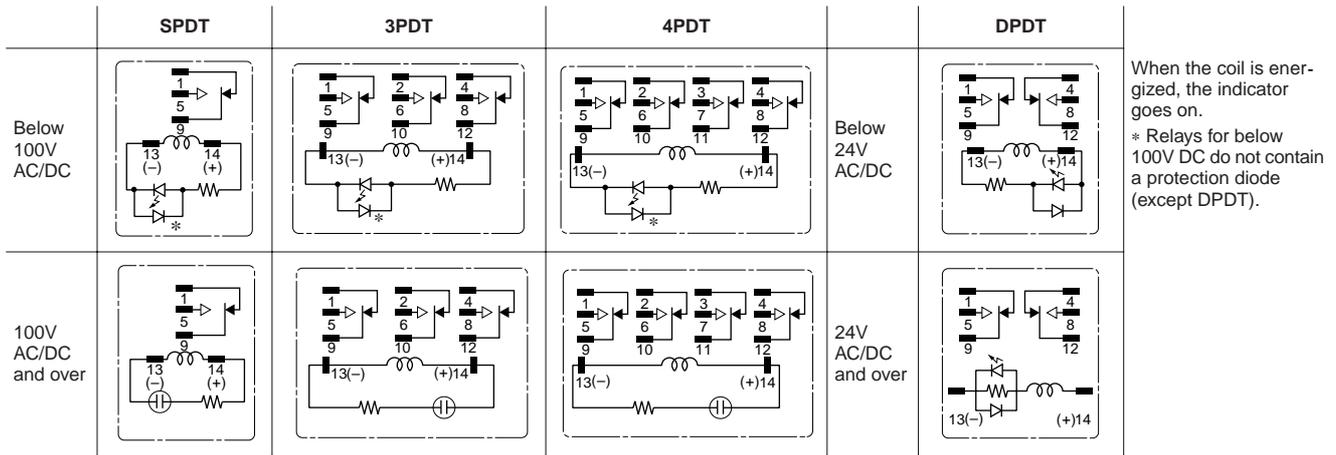 SPDT 3PDT 4PDT DPDT
Below
100V
AC/DC
1
5
9
13 14
(–) (+)
*
1 2 4
5 6 8
9 10 12
13(–) (+)14
*
1 2 3 4
5 6 7 8
9 10 11 12
13(–) (+)14
*
Below
24V
AC/DC
1 4
5 8
9 12
13(–) (+)14
When the coil is ener-
gized, the indicator
goes on.
* Relays for below
100V DC do not contain
a protection diode
(except DPDT).
100V
AC/DC
and over
1
5
9
13 14
(–) (+)
1 2 4
5 6 8
9 10 12
13(–) (+)14
1 2 3 4
5 6 7 8
9 10 11 12
13(–) (+)14
24V
AC/DC
and over
1 4
5 8
9 12
13(–) (+)14